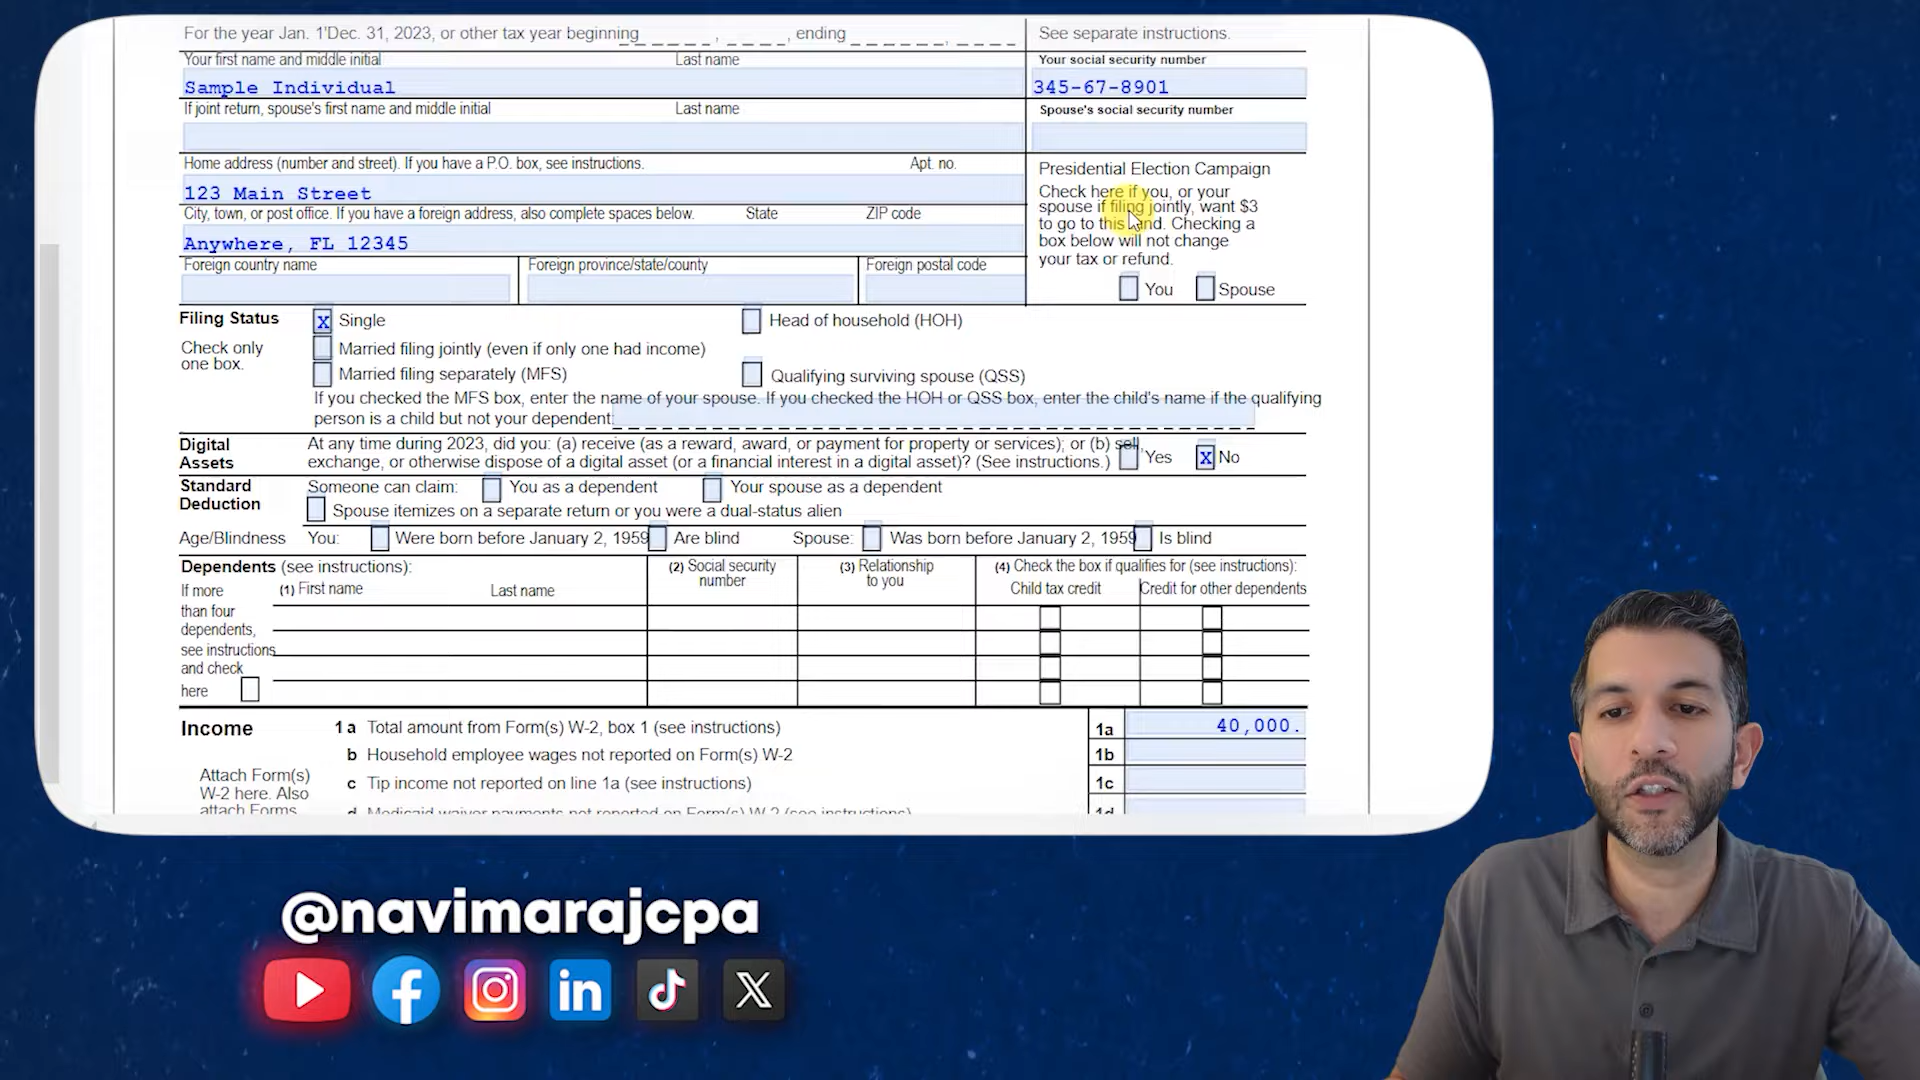 For the year Jan. 1'Dec. 31, 2023, or other tax year beginning , , ending , See separate instructions.
Your first name and middle initial Last name Your social security number
Sample Individual 345-67-8901
If joint return, spouse's first name and middle initial Last name Spouse's social security number
Home address (number and street). If you have a P.O. box, see instructions. Apt. no.
123 Main Street
City, town, or post office. If you have a foreign address, also complete spaces below. State ZIP code
Anywhere, FL 12345
Foreign country name Foreign province/state/county Foreign postal code
Presidential Election Campaign
Check here if you, or your
spouse if filing jointly, want $3
to go to this fund. Checking a
box below will not change
your tax or refund.
You Spouse
Filing Status
Check only
one box.
X Single Head of household (HOH)
Married filing jointly (even if only one had income)
Married filing separately (MFS) Qualifying surviving spouse (QSS)
If you checked the MFS box, enter the name of your spouse. If you checked the HOH or QSS box, enter the child's name if the qualifying
person is a child but not your dependent:
Digital
Assets
At any time during 2023, did you: (a) receive (as a reward, award, or payment for property or services); or (b) sell,
exchange, or otherwise dispose of a digital asset (or a financial interest in a digital asset)? (See instructions.) Yes X No
Standard
Deduction
Someone can claim: You as a dependent Your spouse as a dependent
Spouse itemizes on a separate return or you were a dual-status alien
Age/Blindness You: Were born before January 2, 1959 Are blind Spouse: Was born before January 2, 1959 Is blind
Dependents (see instructions):
(2) Social security
number
(3) Relationship
to you
(4) Check the box if qualifies for (see instructions):
(1) First name Last name Child tax credit Credit for other dependents
If more
than four
dependents,
see instructions
and check
here
Income 1a Total amount from Form(s) W-2, box 1 (see instructions) 1a 40,000.
b Household employee wages not reported on Form(s) W-2 1b
c Tip income not reported on line 1a (see instructions) 1c
d Medicaid waiver payments not reported on Form(s) W-2 (see instructions) 1d
Attach Form(s)
W-2 here. Also
attach Forms
@navimarajcpa